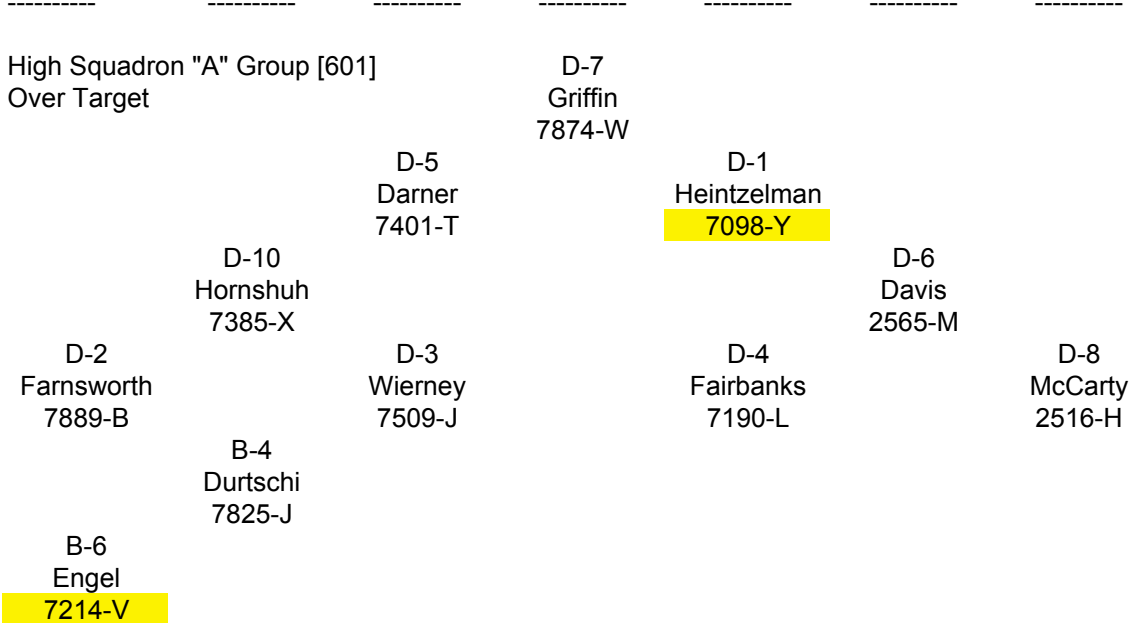 ---------- ---------- ---------- ---------- ---------- ---------- ----------
High Squadron "A" Group [601] D-7
Over Target Griffin
7874-W
D-5 D-1
Darner Heintzelman
7401-T 7098-Y
D-10 D-6
Hornshuh Davis
7385-X 2565-M
D-2 D-3 D-4 D-8
Farnsworth Wierney Fairbanks McCarty
7889-B 7509-J 7190-L 2516-H
B-4
Durtschi
7825-J
B-6
Engel
7214-V